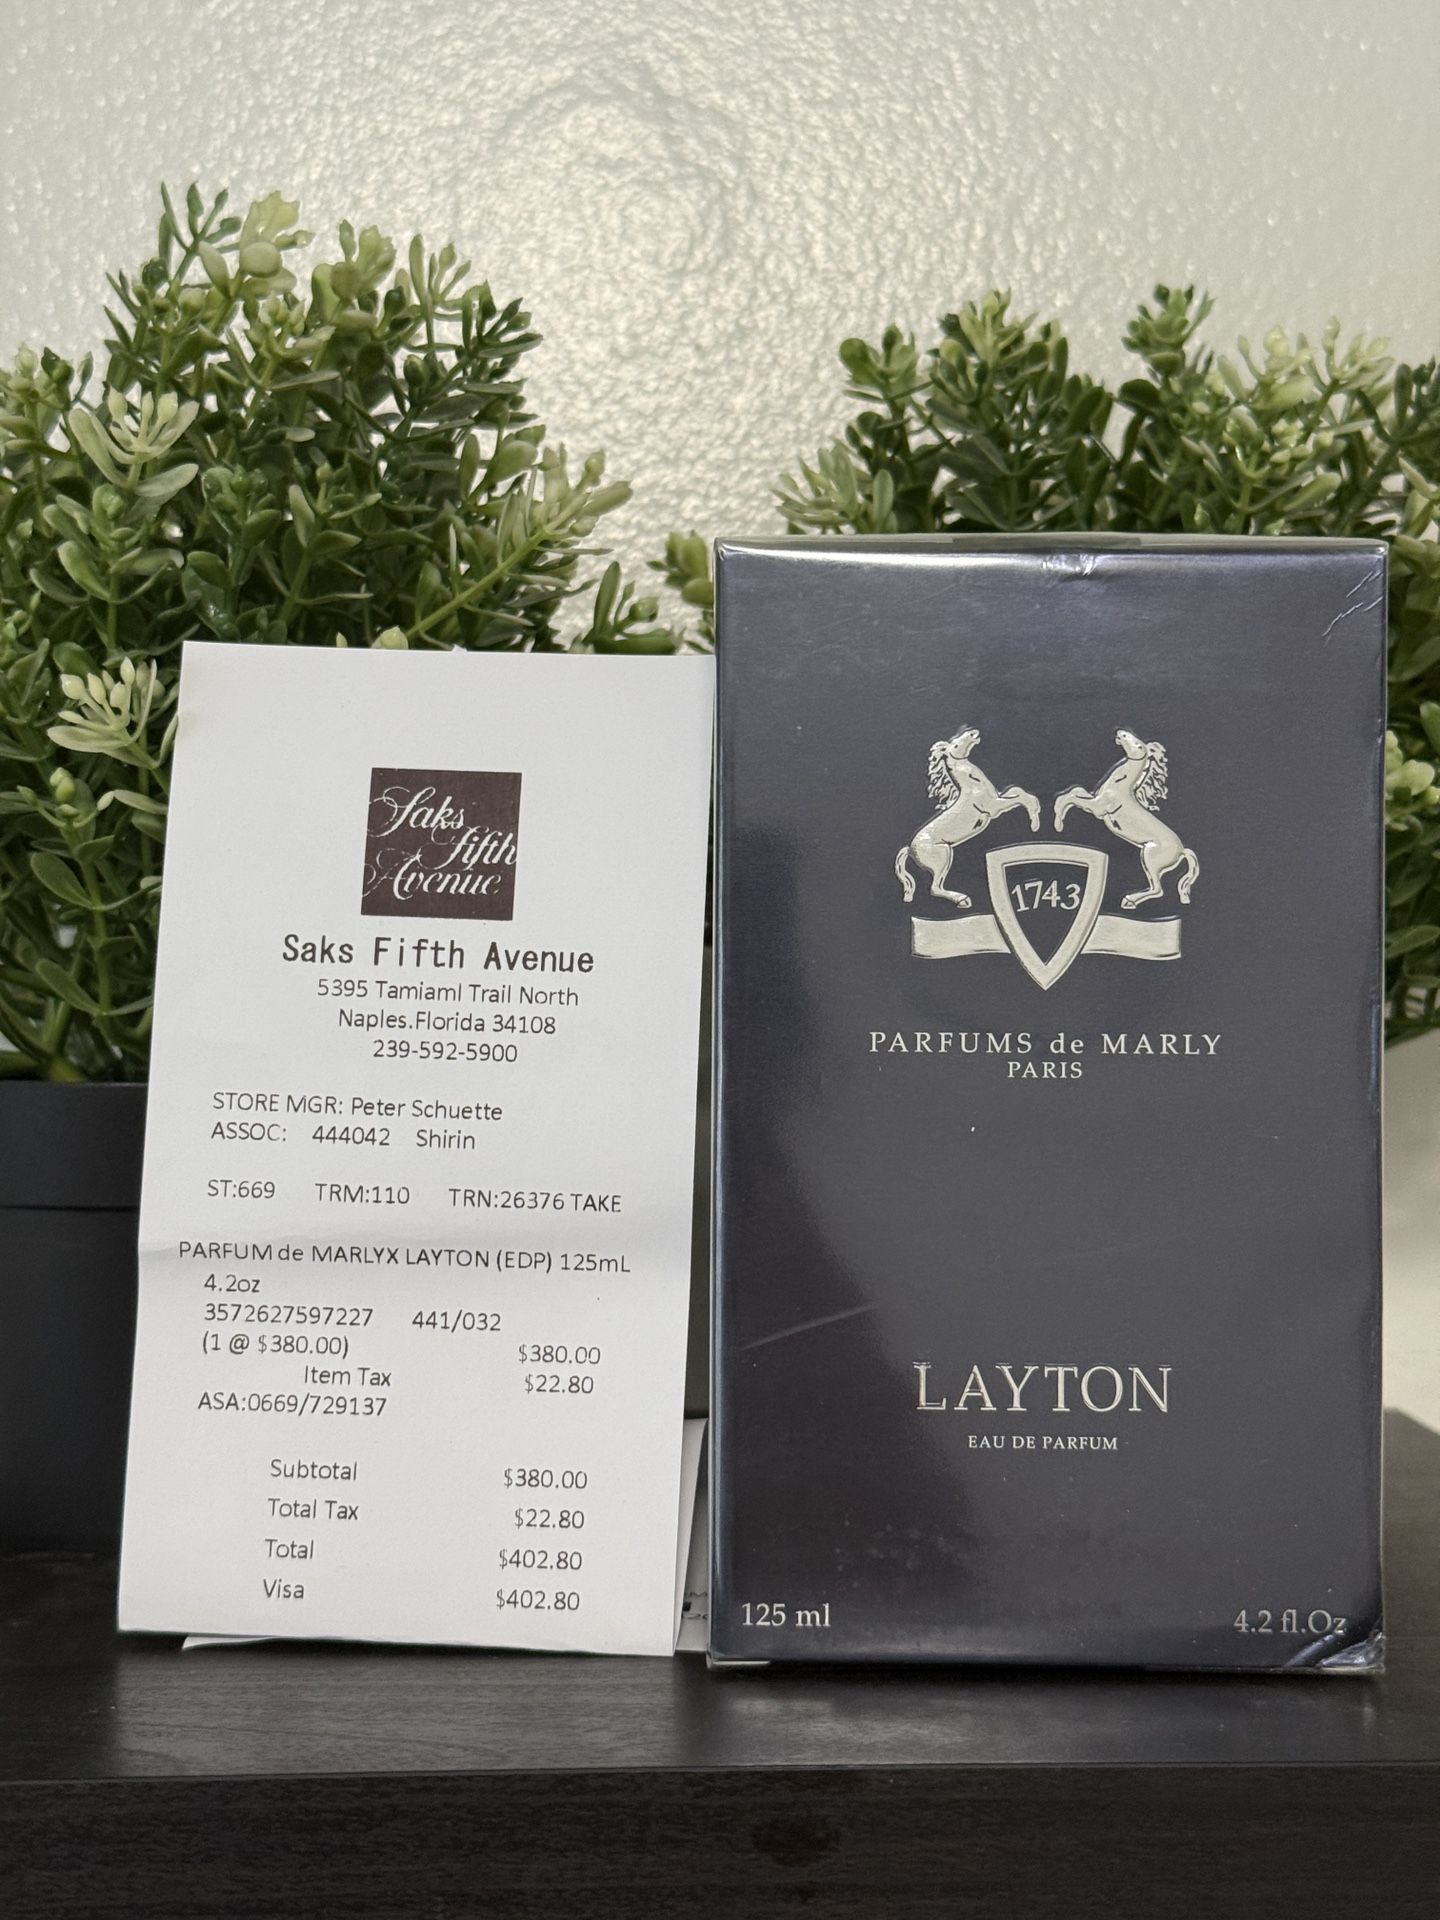 Saks
fifth
Avenue
Saks Fifth Avenue
5395 Tamiaml Trail North
Naples.Florida 34108
239-592-5900
STORE MGR: Peter Schuette
ASSOC: 444042 Shirin
ST:669 TRM:110 TRN:26376 TAKE
PARFUM de MARLYX LAYTON (EDP) 125mL
4.2oz
3572627597227 441/032
(1 @ $380.00) $380.00
Item Tax $22.80
ASA:0669/729137
Subtotal $380.00
Total Tax $22.80
Total $402.80
Visa $402.80
1743
PARFUMS de MARLY
PARIS
LAYTON
EAU DE PARFUM
125 ml 4.2 fl.Oz